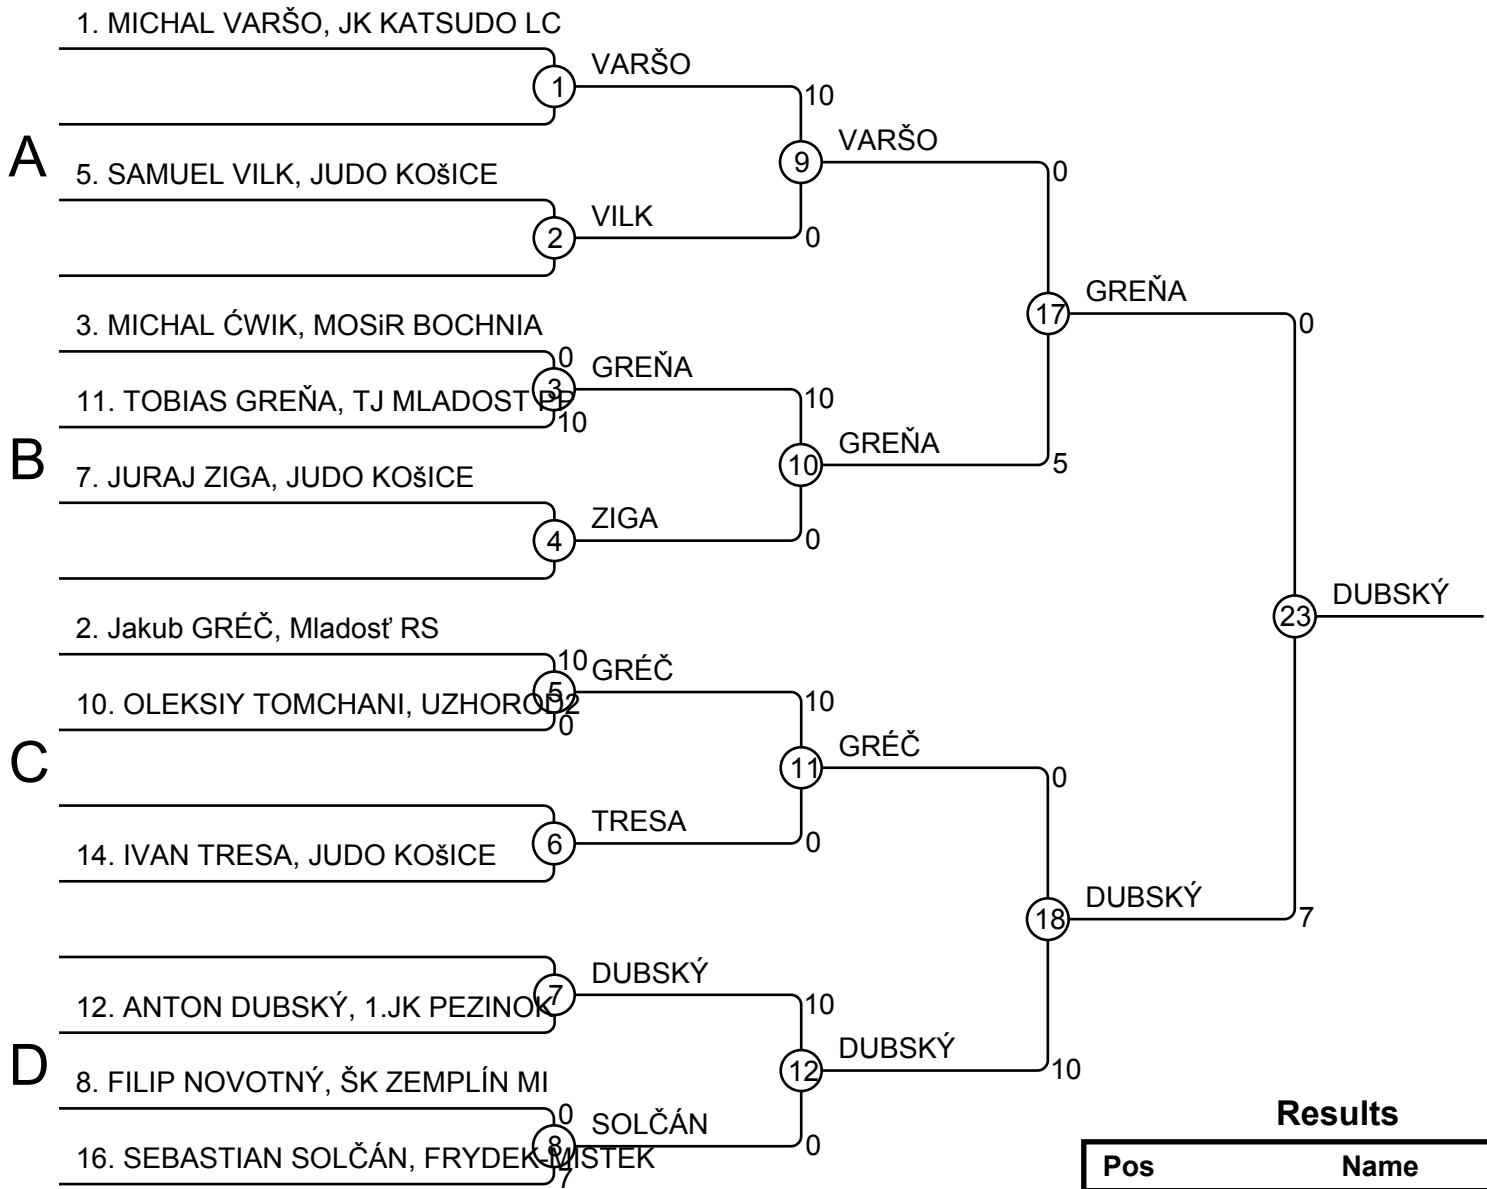 1. MICHAL VARŠO, JK KATSUDO LC
1
VARŠO
10
A
9
VARŠO
0
5. SAMUEL VILK, JUDO KOšICE
2
VILK
0
17
GREŇA
0
3. MICHAL ĆWIK, MOSiR BOCHNIA
0
3
GREŇA
10
11. TOBIAS GREŇA, TJ MLADOST PP
10
B
10
GREŇA
5
7. JURAJ ZIGA, JUDO KOšICE
4
ZIGA
0
23
DUBSKÝ
2. Jakub GRÉČ, Mladosť RS
10
5
GRÉČ
10
10. OLEKSIY TOMCHANI, UZHOROD2
0
C
11
GRÉČ
0
6
TRESA
0
14. IVAN TRESA, JUDO KOšICE
18
DUBSKÝ
7
7
DUBSKÝ
10
12. ANTON DUBSKÝ, 1.JK PEZINOK
D
12
DUBSKÝ
10
8. FILIP NOVOTNÝ, ŠK ZEMPLÍN MI
0
8
SOLČÁN
0
16. SEBASTIAN SOLČÁN, FRYDEK-MISTEK
7
Results
Pos Name